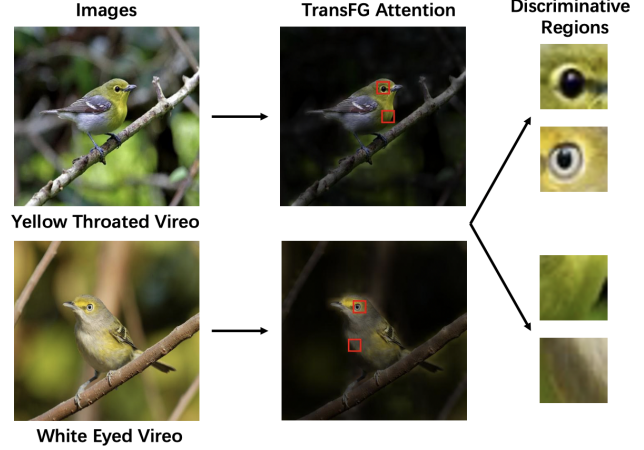 Images
TransFG Attention
Discriminative
Regions
Yellow Throated Vireo
White Eyed Vireo